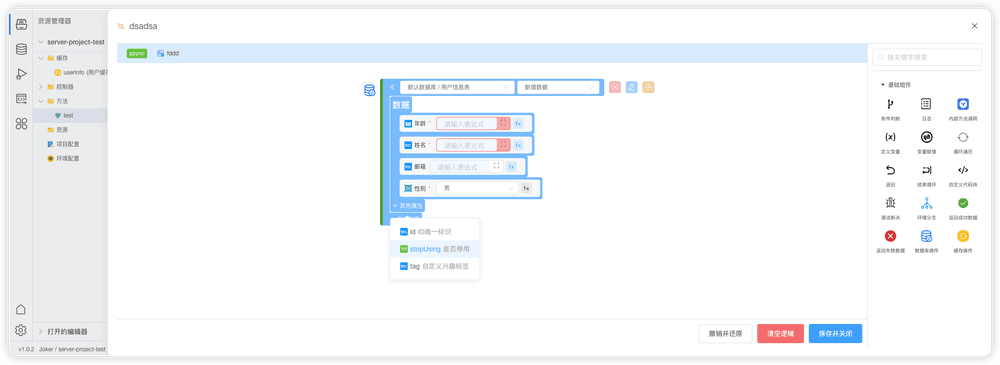 资源管理器
server-project-test
缓存
userInfo (用户缓存
控制器
方法
test
资源
项目配置
环境配置
打开的编辑器
v1.0.2 Joker / server-project-test
dsadsa
async fddd
默认数据库 / 用户信息表 新增数据
数据
年龄 * 请输入表达式 fx
姓名 * 请输入表达式 fx
邮箱 请输入表达式 fx
性别 * 男 fx
+ 其他属性
id ID唯一标识
stopUsing 是否停用
tag 自定义兴趣标签
撤销并还原 清空逻辑 保存并关闭
按关键字搜索
基础组件
条件判断 日志 内部方法调用
定义变量 变量赋值 循环遍历
返回 结束循环 自定义代码块
调试断点 环境分支 返回成功数据
返回失败数据 数据库操作 缓存操作